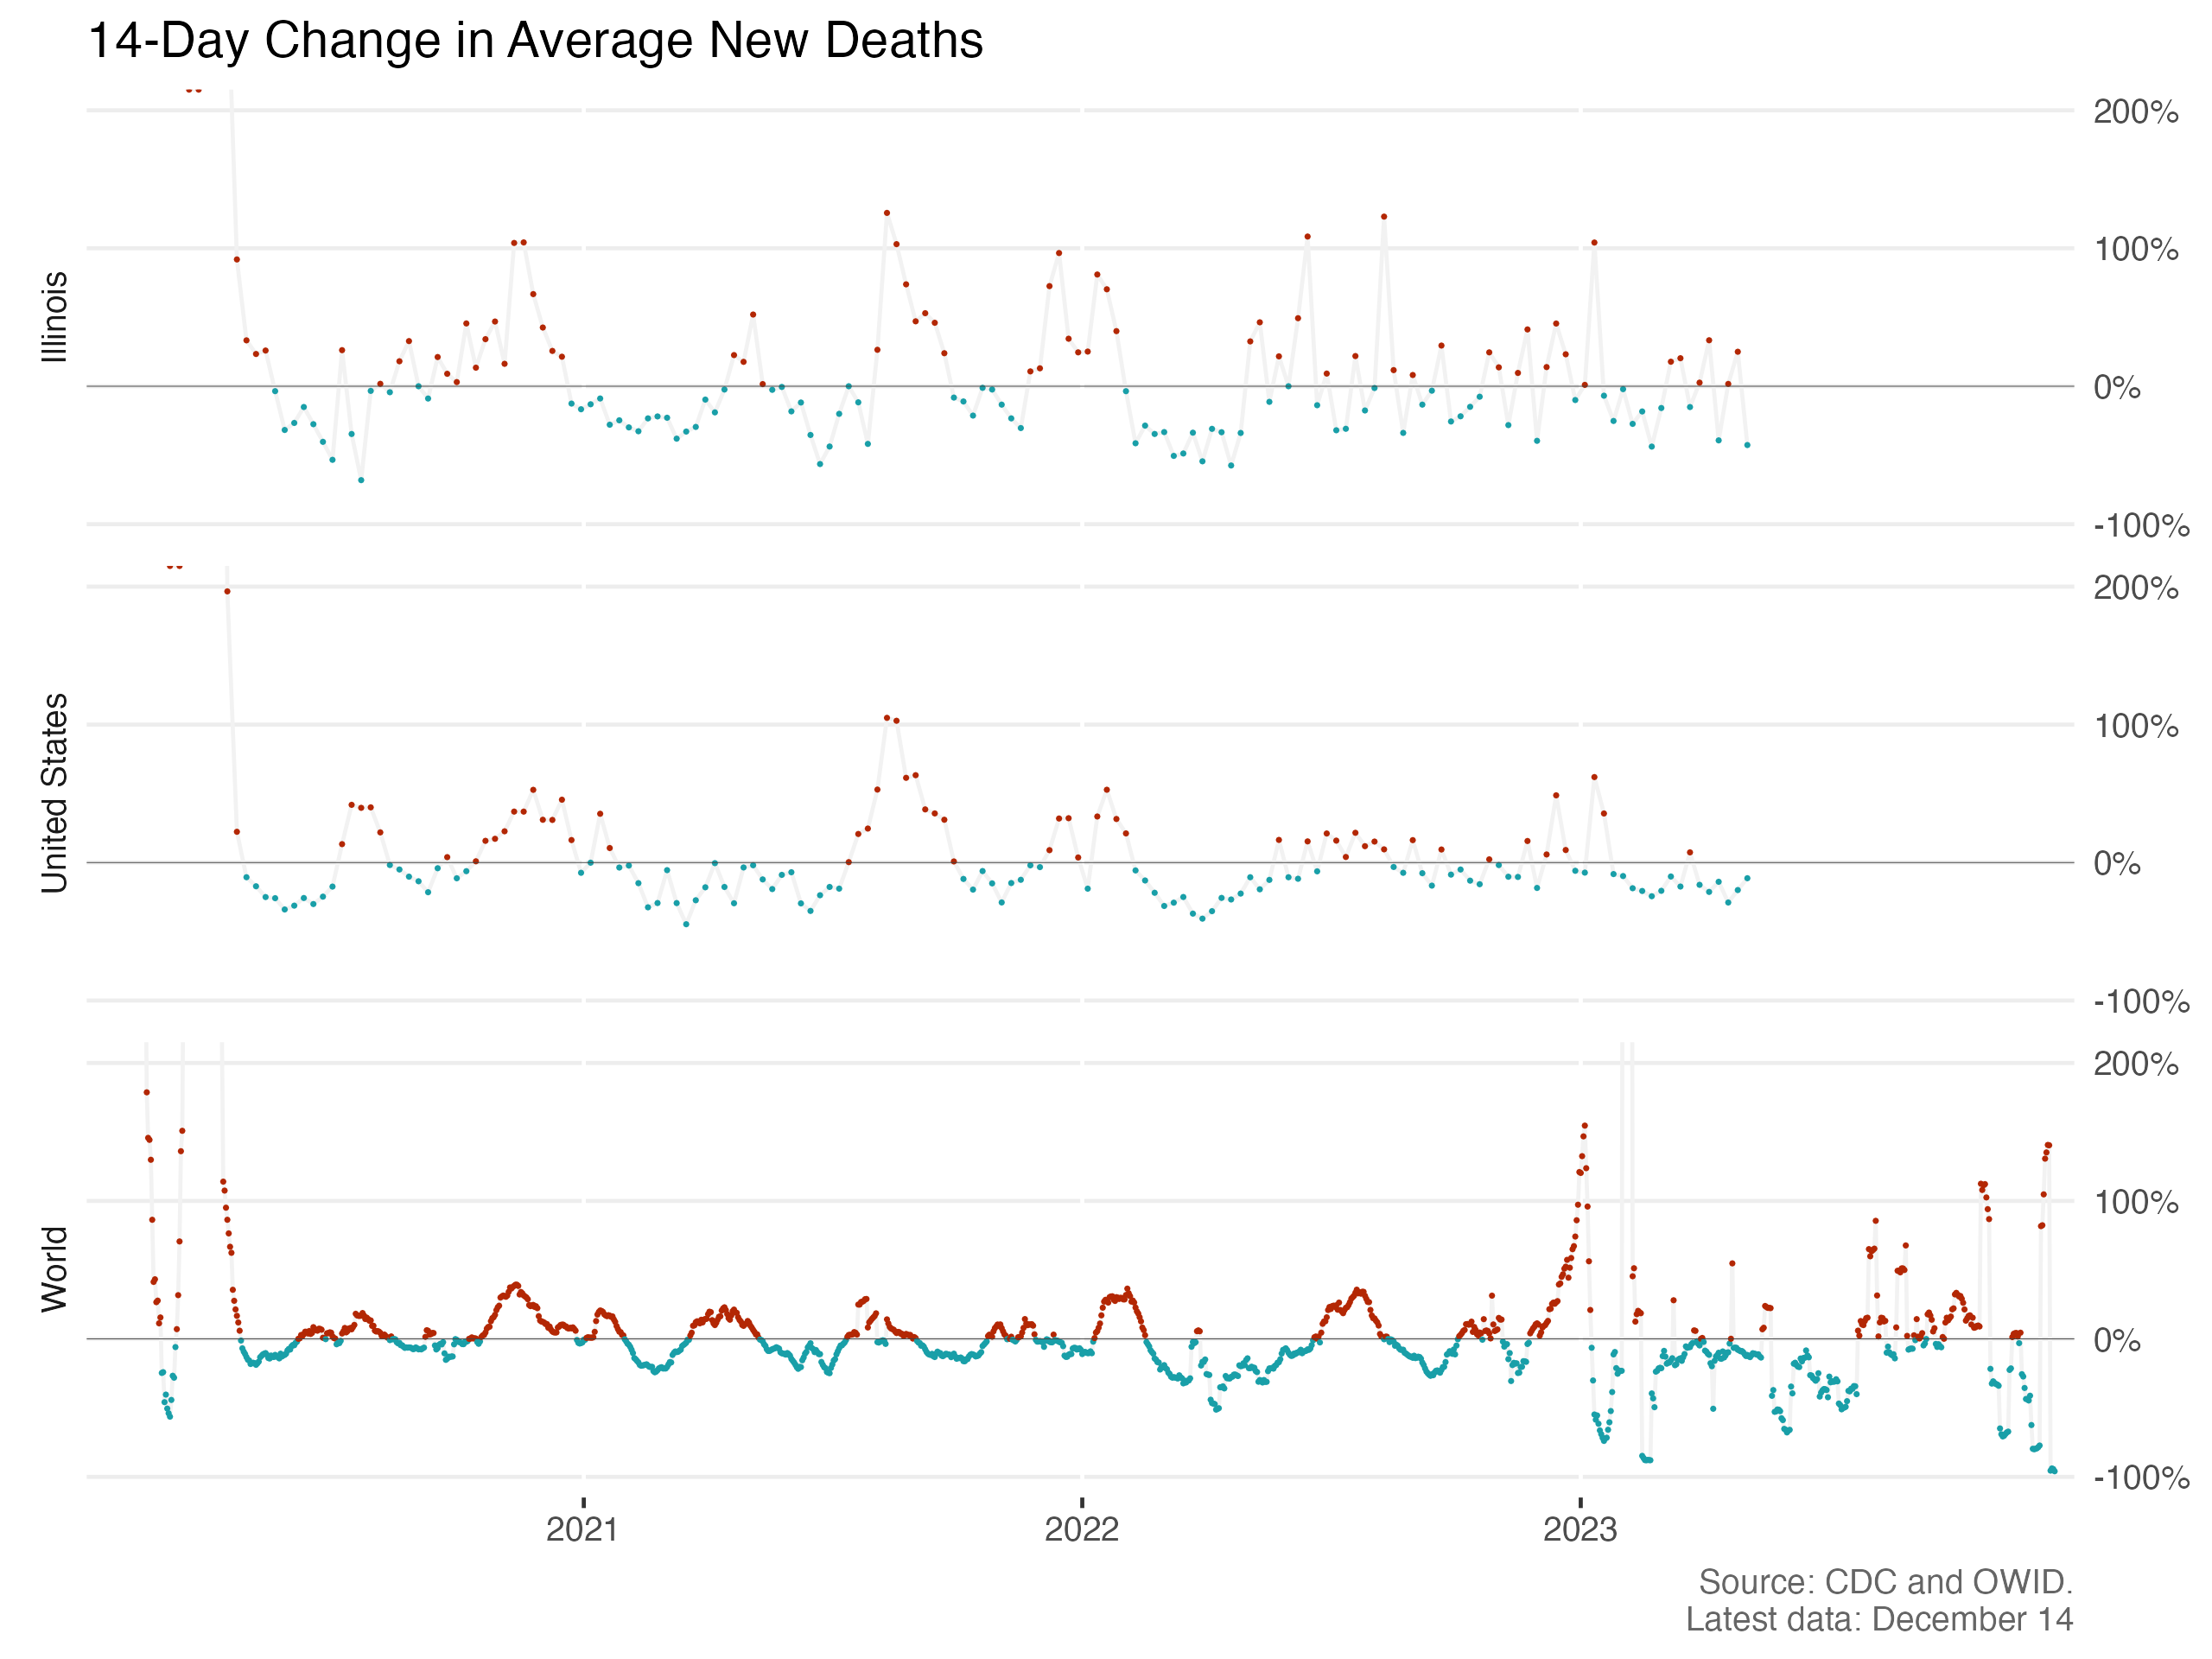 14-Day Change in Average New Deaths
Illinois
200%
100%
0%
-100%
United States
200%
100%
0%
-100%
World
200%
100%
0%
-100%
2021
2022
2023
Source: CDC and OWID.
Latest data: December 14